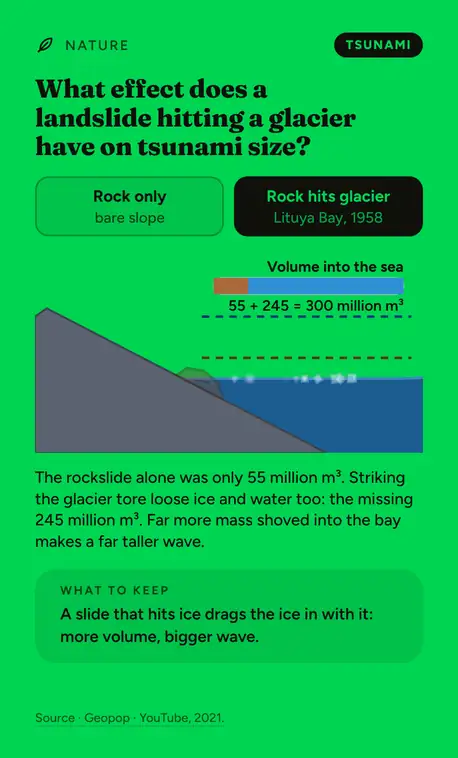 NATURE
TSUNAMI
What effect does a
landslide hitting a glacier
have on tsunami size?
Rock only
bare slope
Rock hits glacier
Lituya Bay, 1958
Volume into the sea
55 + 245 = 300 million m³
The rockslide alone was only 55 million m³. Striking
the glacier tore loose ice and water too: the missing
245 million m³. Far more mass shoved into the bay
makes a far taller wave.
WHAT TO KEEP
A slide that hits ice drags the ice in with it:
more volume, bigger wave.
Source · Geopop · YouTube, 2021.